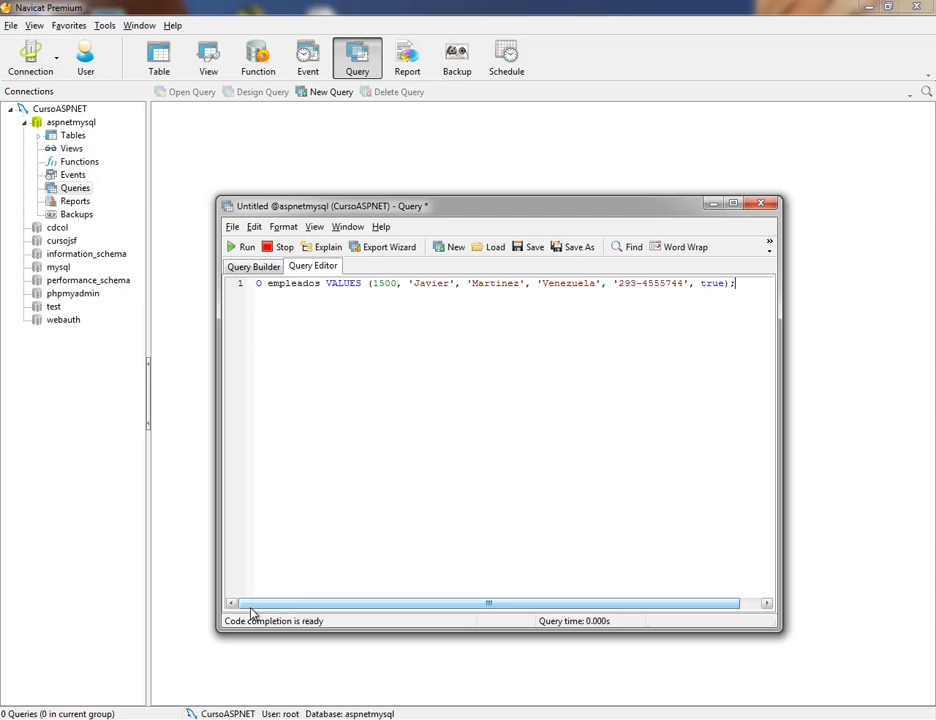 Navicat Premium
File View Favorites Tools Window Help
Connection User Table View Function Event Query Report Backup Schedule
Connections Open Query Design Query New Query Delete Query
CursoASPNET
aspnetmysql
Tables
Views
Functions
Events
Queries
Reports
Backups
cdcol
cursojsf
information_schema
mysql
performance_schema
phpmyadmin
test
webauth
Untitled @aspnetmysql (CursoASPNET) - Query *
File Edit Format View Window Help
Run Stop Explain Export Wizard New Load Save Save As Find Word Wrap
Query Builder Query Editor
1 O empleados VALUES (1500, 'Javier', 'Martinez', 'Venezuela', '293-4555744', true);
Code completion is ready Query time: 0.000s
0 Queries (0 in current group) CursoASPNET User: root Database: aspnetmysql